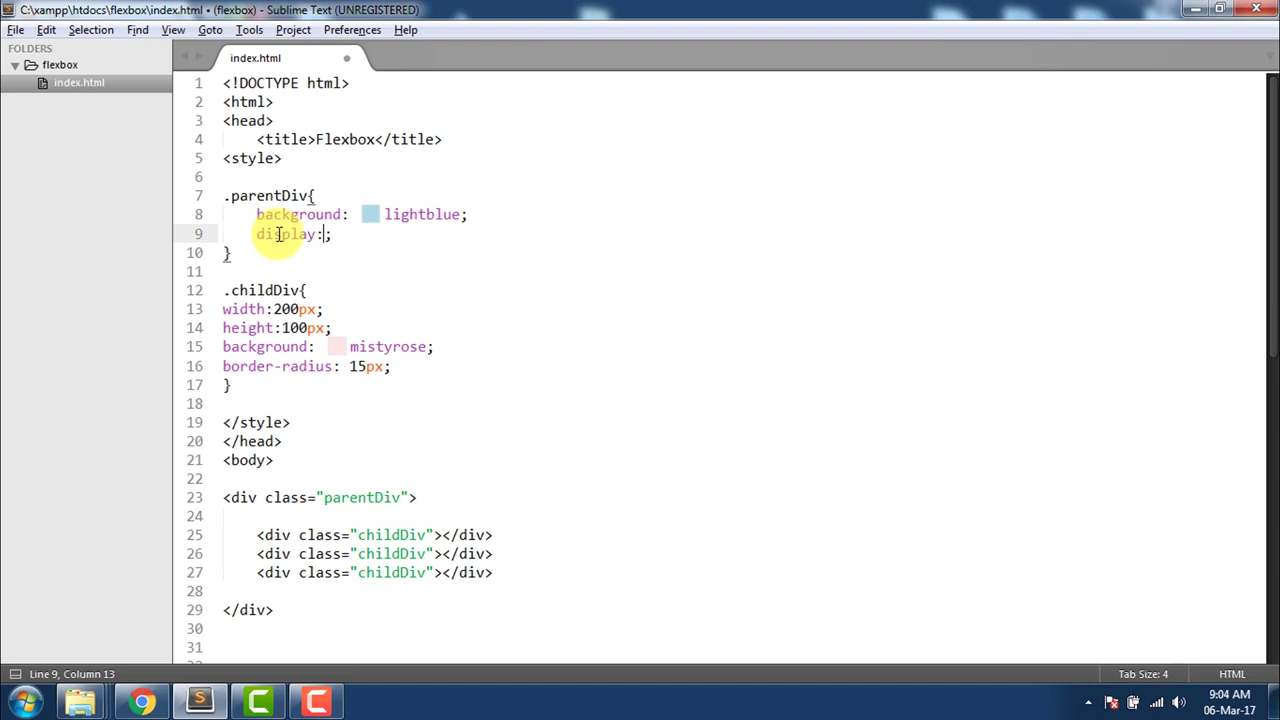 C:\xampp\htdocs\flexbox\index.html • (flexbox) - Sublime Text (UNREGISTERED)
File Edit Selection Find View Goto Tools Project Preferences Help
FOLDERS
flexbox
index.html
index.html
1 <!DOCTYPE html>
2 <html>
3 <head>
4 <title>Flexbox</title>
5 <style>
6
7 .parentDiv{
8 background: lightblue;
9 display:;
10 }
11
12 .childDiv{
13 width:200px;
14 height:100px;
15 background: mistyrose;
16 border-radius: 15px;
17 }
18
19 </style>
20 </head>
21 <body>
22
23 <div class="parentDiv">
24
25 <div class="childDiv"></div>
26 <div class="childDiv"></div>
27 <div class="childDiv"></div>
28
29 </div>
30
31
Line 9, Column 13 Tab Size: 4 HTML
9:04 AM
06-Mar-17